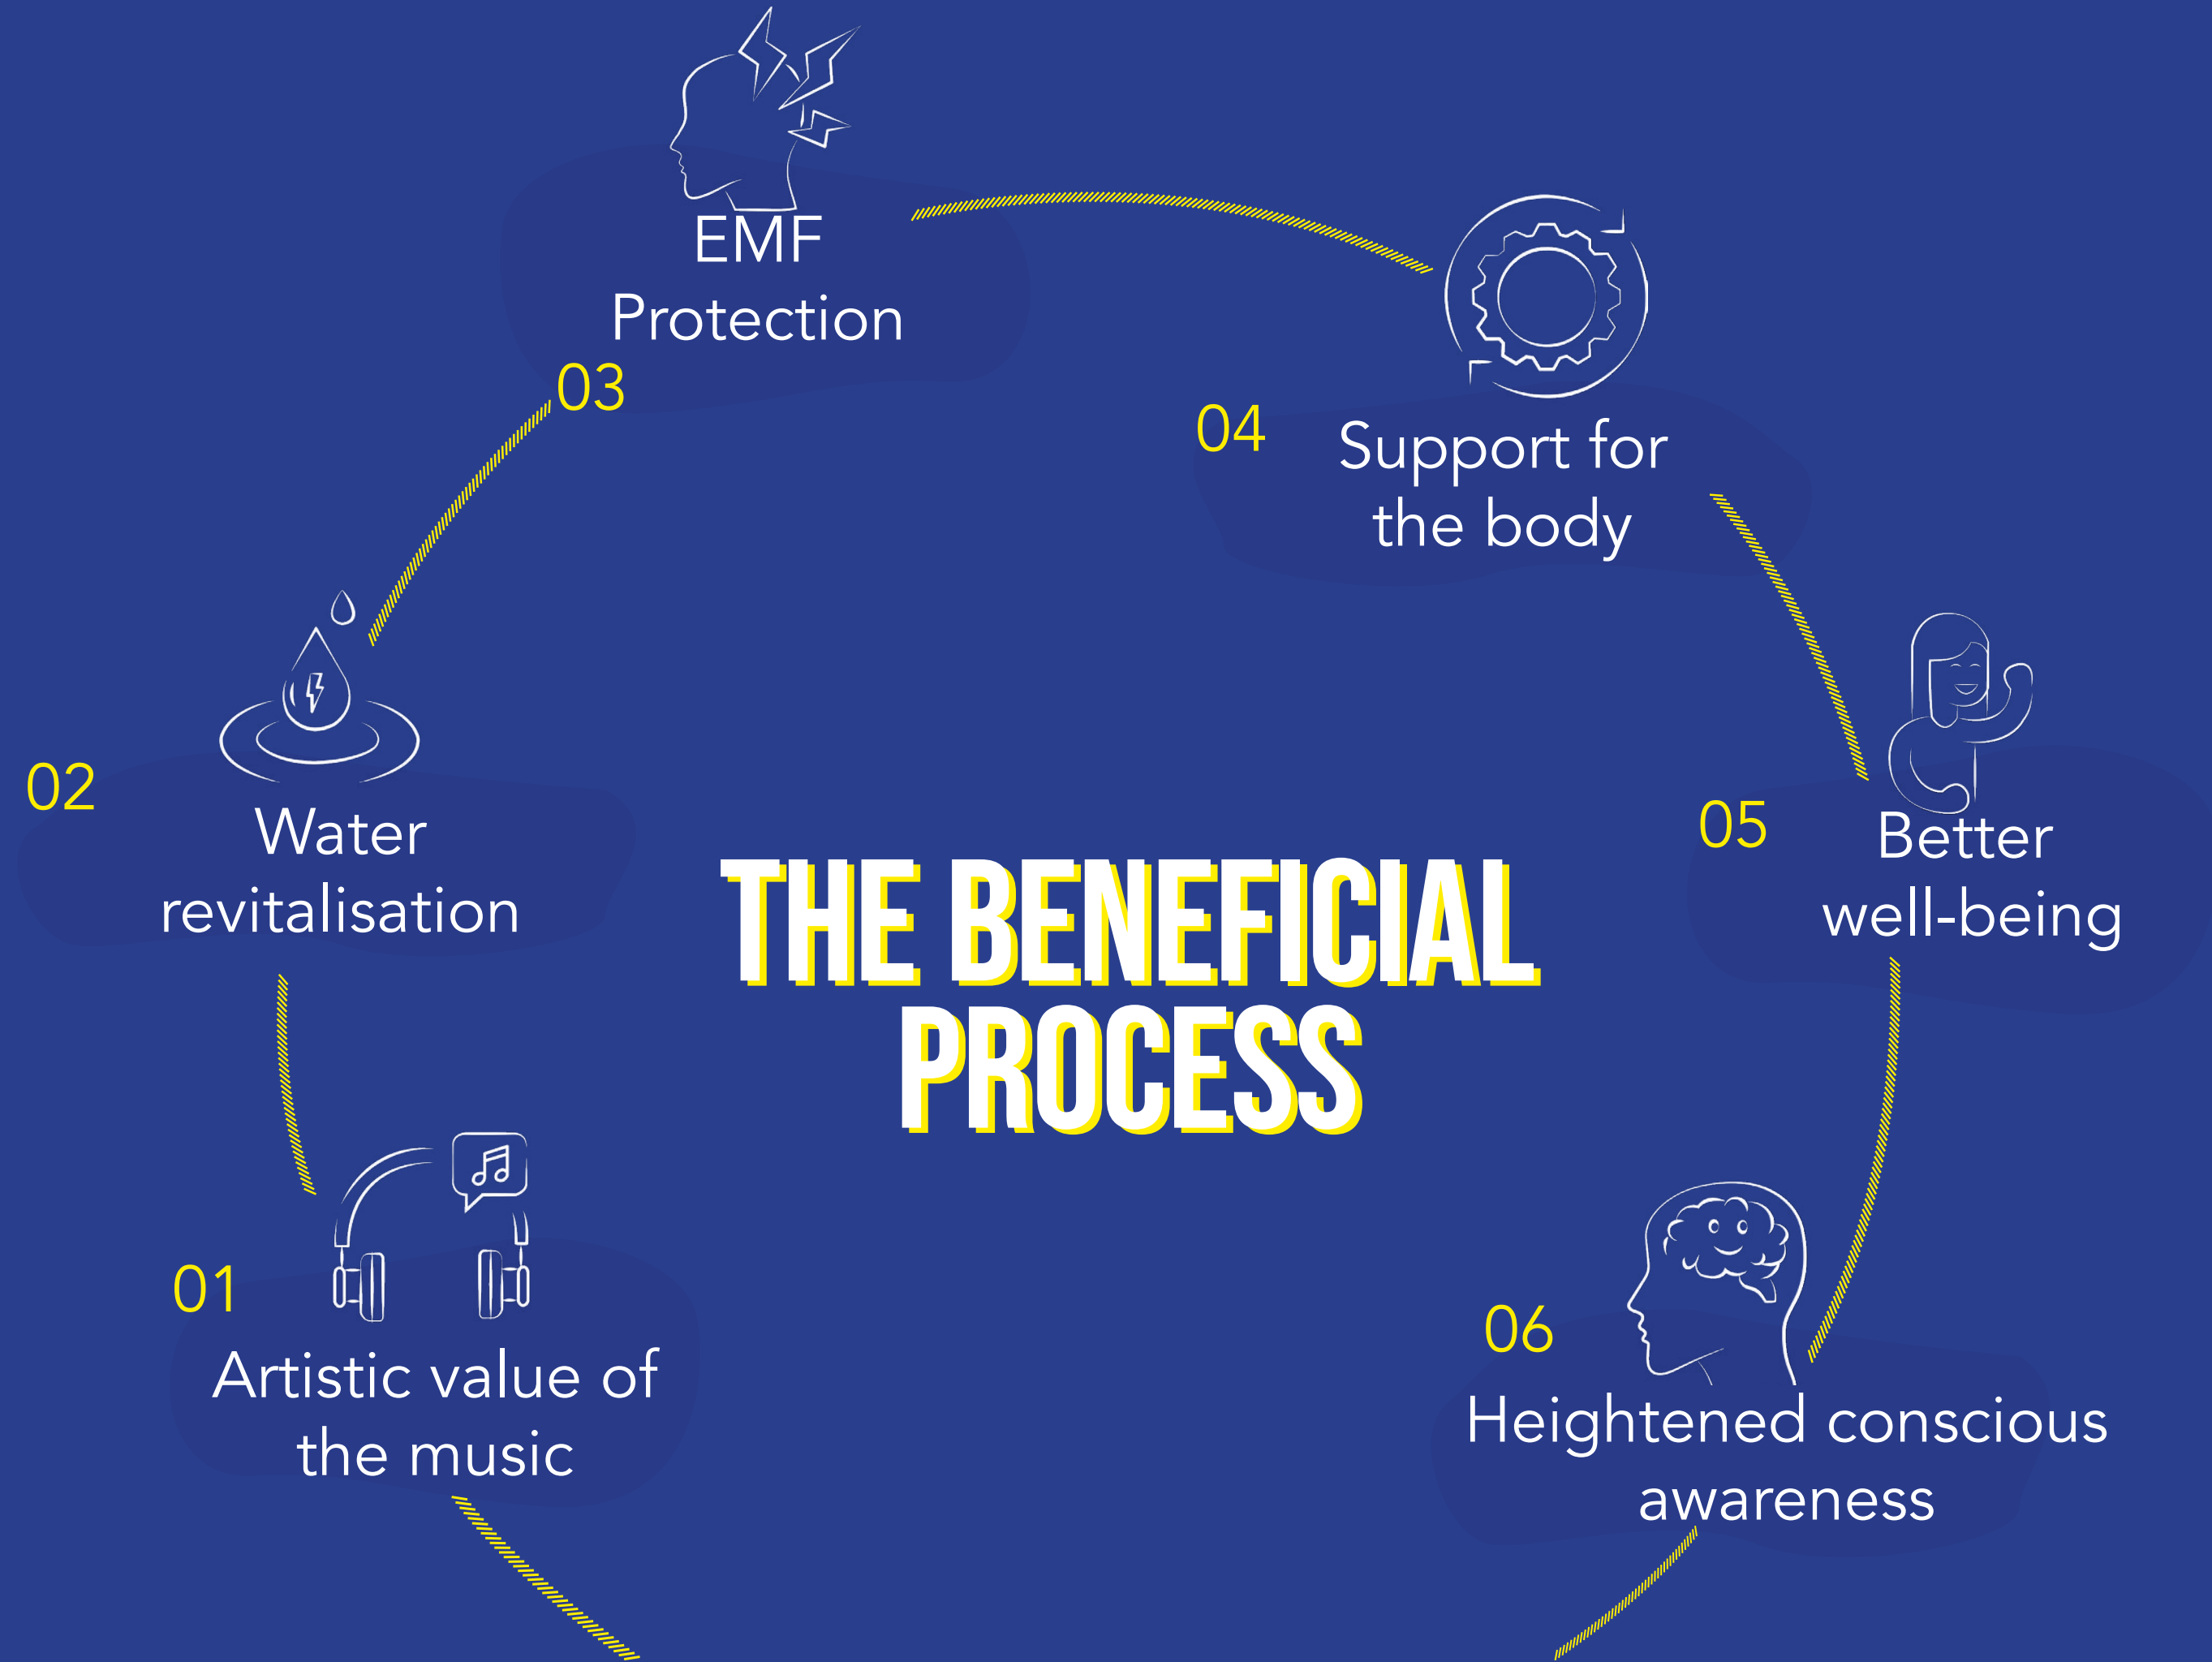 THE BENEFICIAL
PROCESS
01
Artistic value of
the music
02
Water
revitalisation
03
EMF
Protection
04
Support for
the body
05
Better
well-being
06
Heightened conscious
awareness